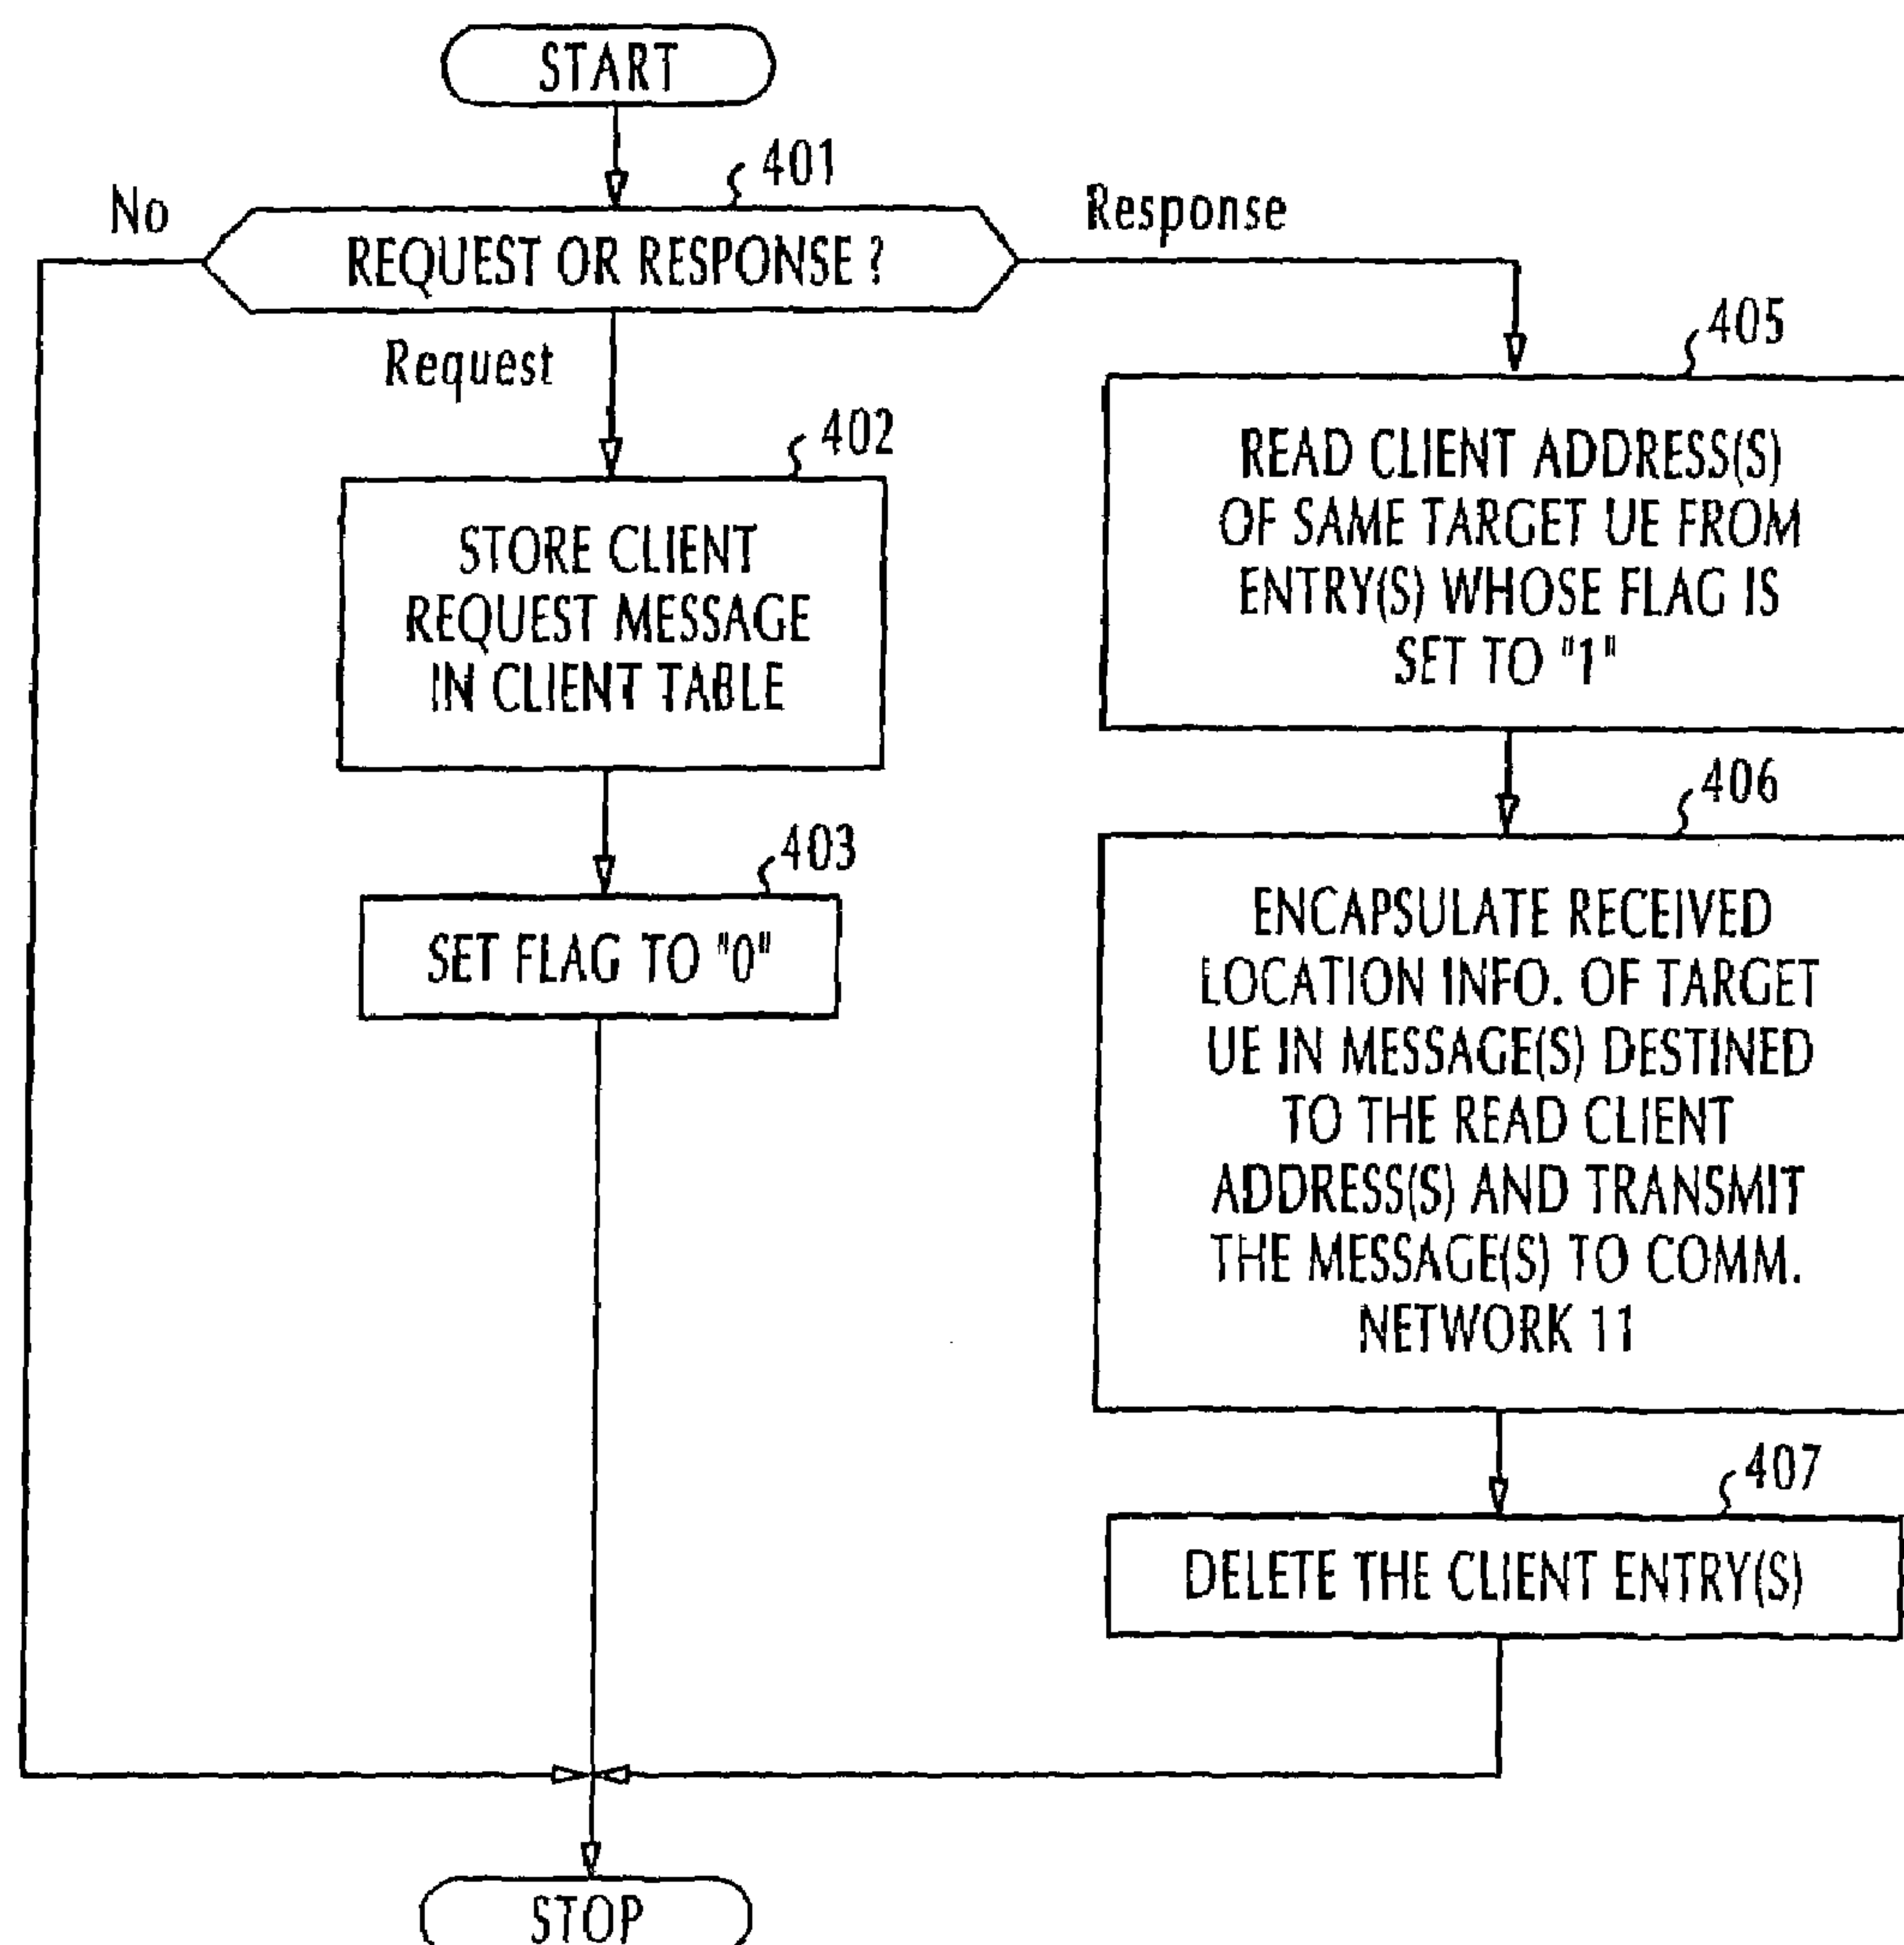 START
401
No
REQUEST OR RESPONSE ?
Response
Request
402
STORE CLIENT
REQUEST MESSAGE
IN CLIENT TABLE
403
SET FLAG TO "0"
405
READ CLIENT ADDRESS(S)
OF SAME TARGET UE FROM
ENTRY(S) WHOSE FLAG IS
SET TO "1"
406
ENCAPSULATE RECEIVED
LOCATION INFO. OF TARGET
UE IN MESSAGE(S) DESTINED
TO THE READ CLIENT
ADDRESS(S) AND TRANSMIT
THE MESSAGE(S) TO COMM.
NETWORK 11
407
DELETE THE CLIENT ENTRY(S)
STOP